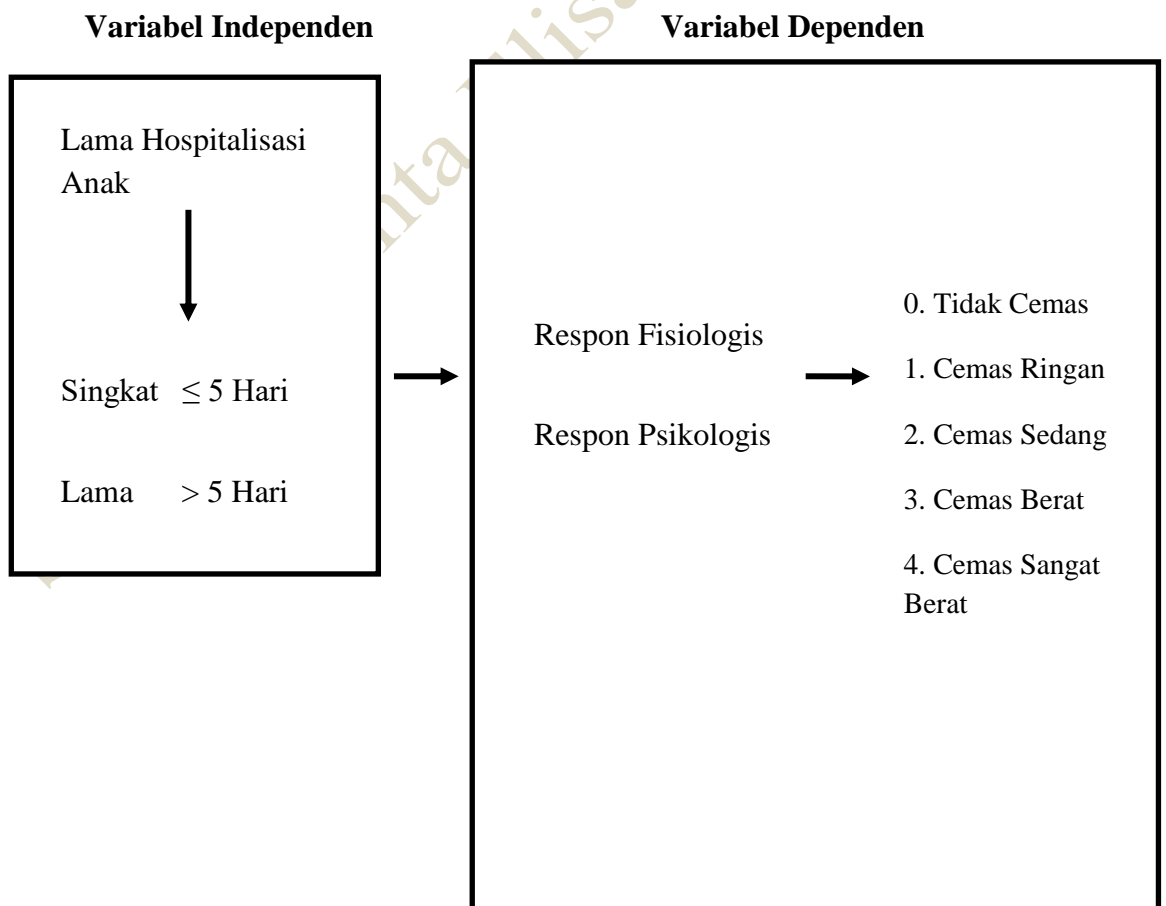 Variabel Independen
Variabel Dependen
Lama Hospitalisasi
Anak
Singkat ≤ 5 Hari
Lama > 5 Hari
Respon Fisiologis
Respon Psikologis
0. Tidak Cemas
1. Cemas Ringan
2. Cemas Sedang
3. Cemas Berat
4. Cemas Sangat
Berat